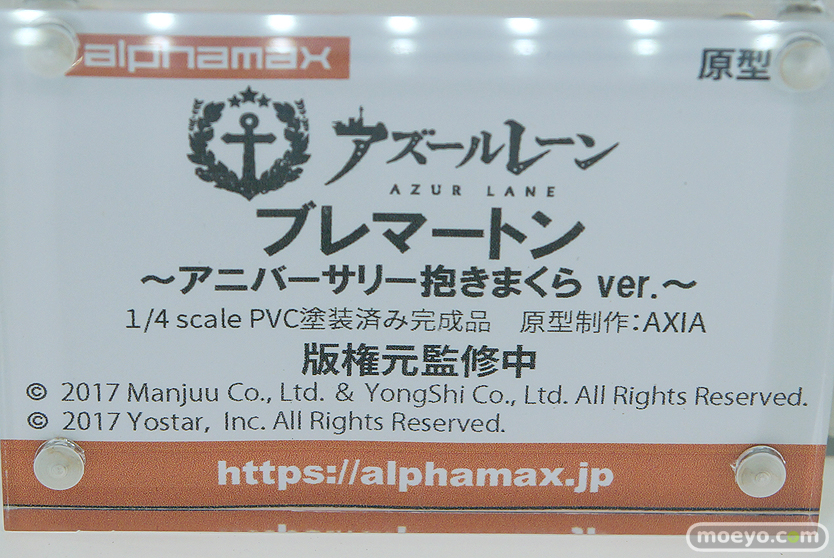 alphamax
原型
アズールレーン
AZUR LANE
ブレマートン
～アニバーサリー抱きまくら ver.～
1/4 scale PVC塗装済み完成品　原型制作：AXIA
版権元監修中
© 2017 Manjuu Co., Ltd. & YongShi Co., Ltd. All Rights Reserved.
© 2017 Yostar, Inc. All Rights Reserved.
https://alphamax.jp
moeyo.com